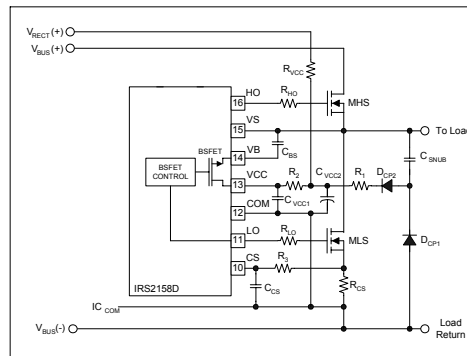 VRECT(+)
VBUS(+)
RVCC
HO
16
RHO
MHS
VS
15
To Load
VB
14
CBS
BSFET
BSFET
CONTROL
VCC
13
R2
CVCC1
CVCC2
R1
DCP2
CSNUB
COM
12
LO
11
RLO
MLS
DCP1
CS
10
R3
CCS
RCS
IRS2158D
ICCOM
VBUS(-)
Load
Return